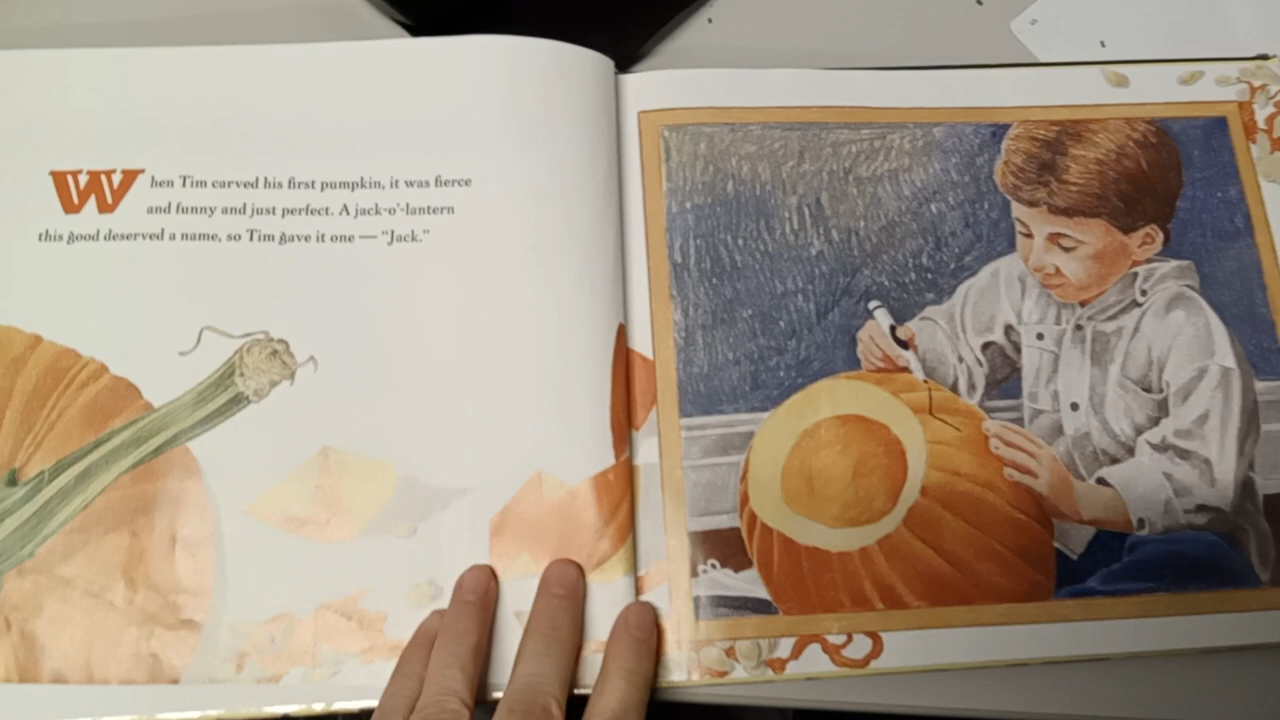 When Tim carved his first pumpkin, it was fierce
and funny and just perfect. A jack-o'-lantern
this good deserved a name, so Tim gave it one — "Jack."